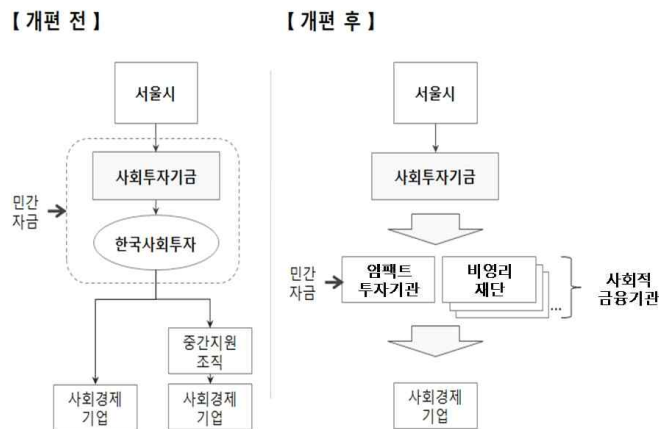 【 개편 전 】
서울시
사회투자기금
민간
자금
한국사회투자
중간지원
조직
사회경제
기업
사회경제
기업
【 개편 후 】
서울시
사회투자기금
민간
자금
임팩트
투자기관
비영리
재단
...
사회적
금융기관
사회경제
기업